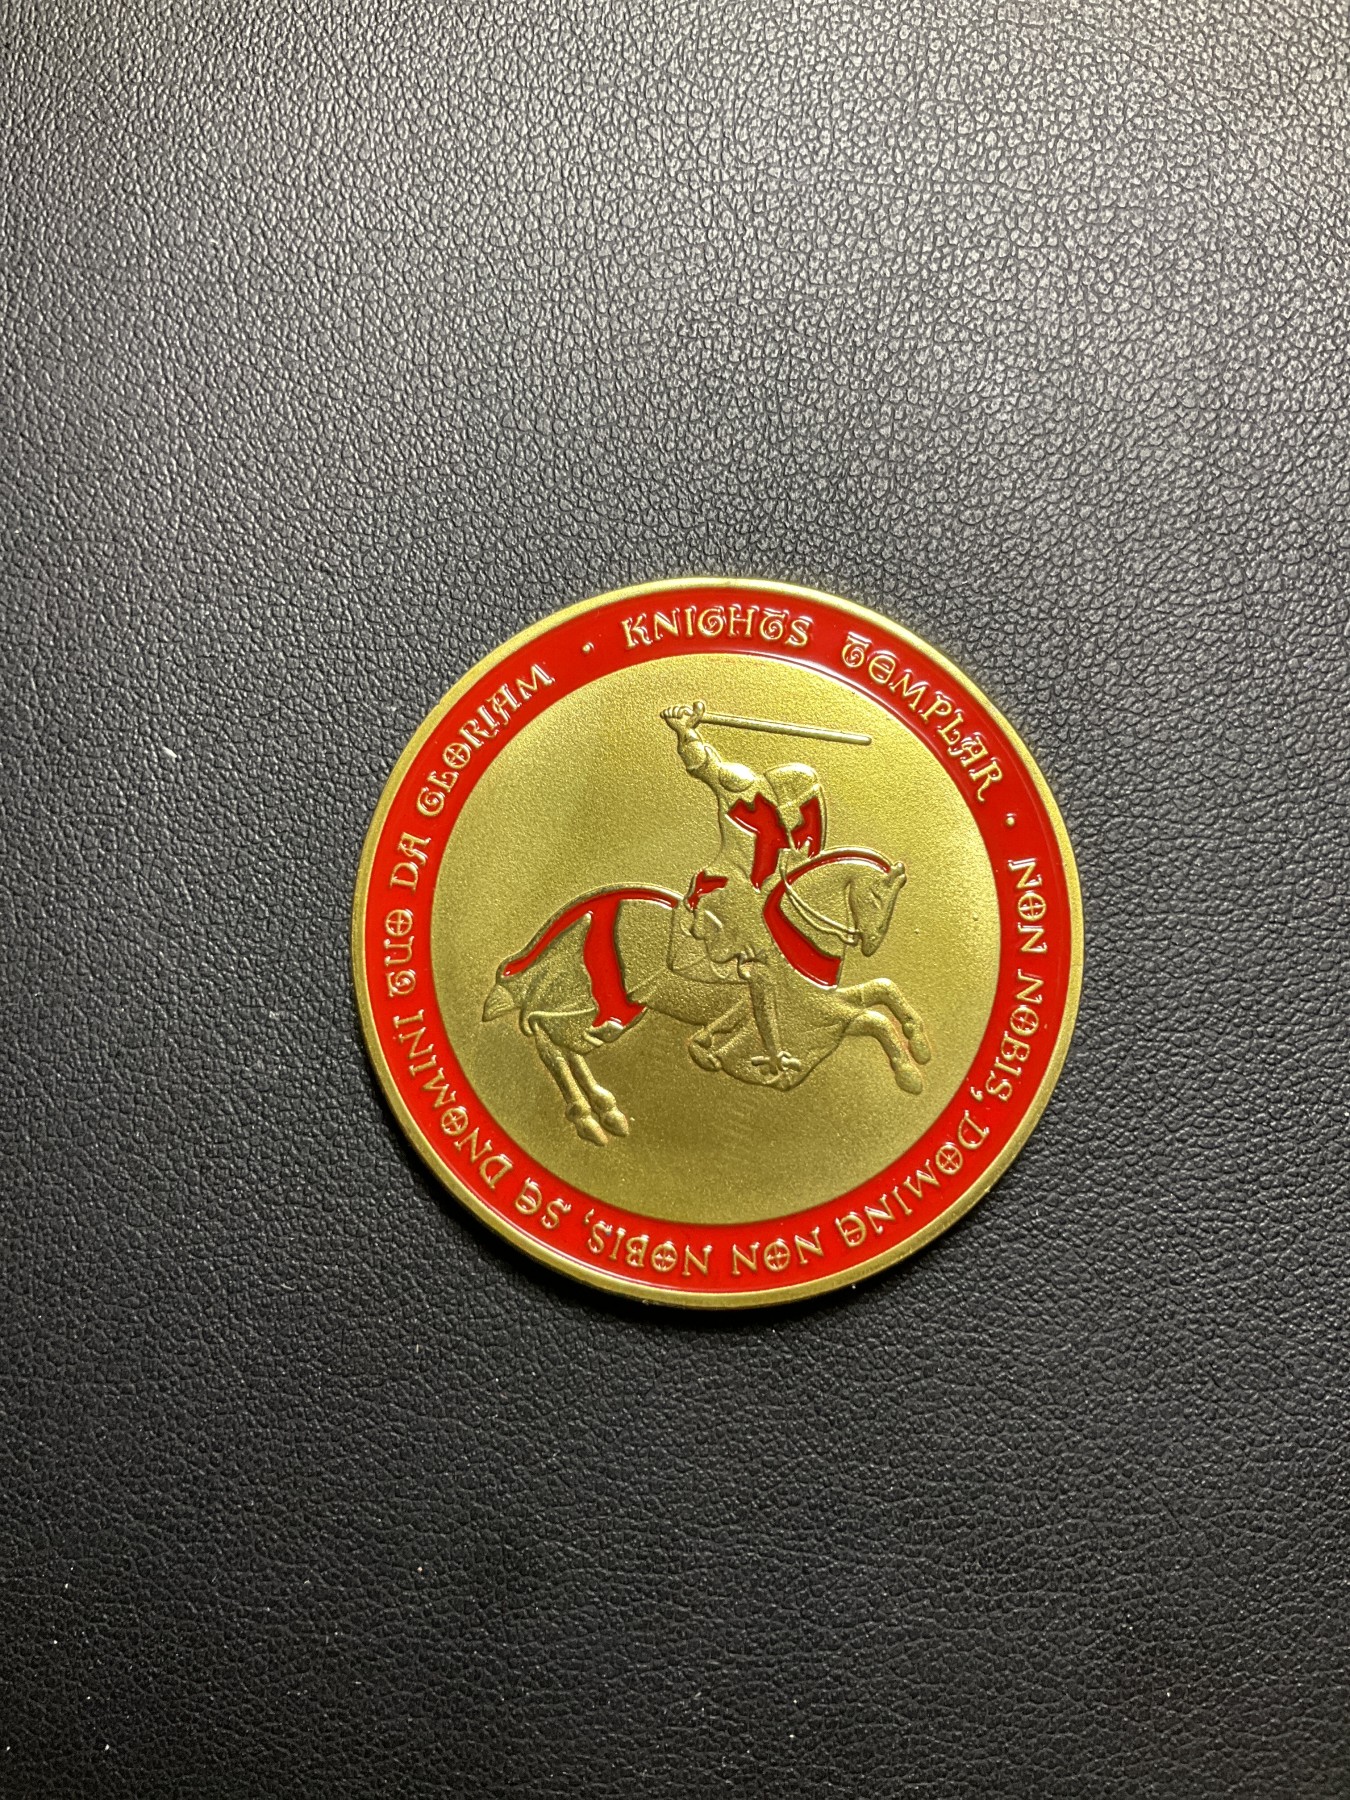 KNIGHTS TEMPLAR · NON NOBIS, DOMINE NON NOBIS, SE DNOMINI TUO DA GLORIAM ·